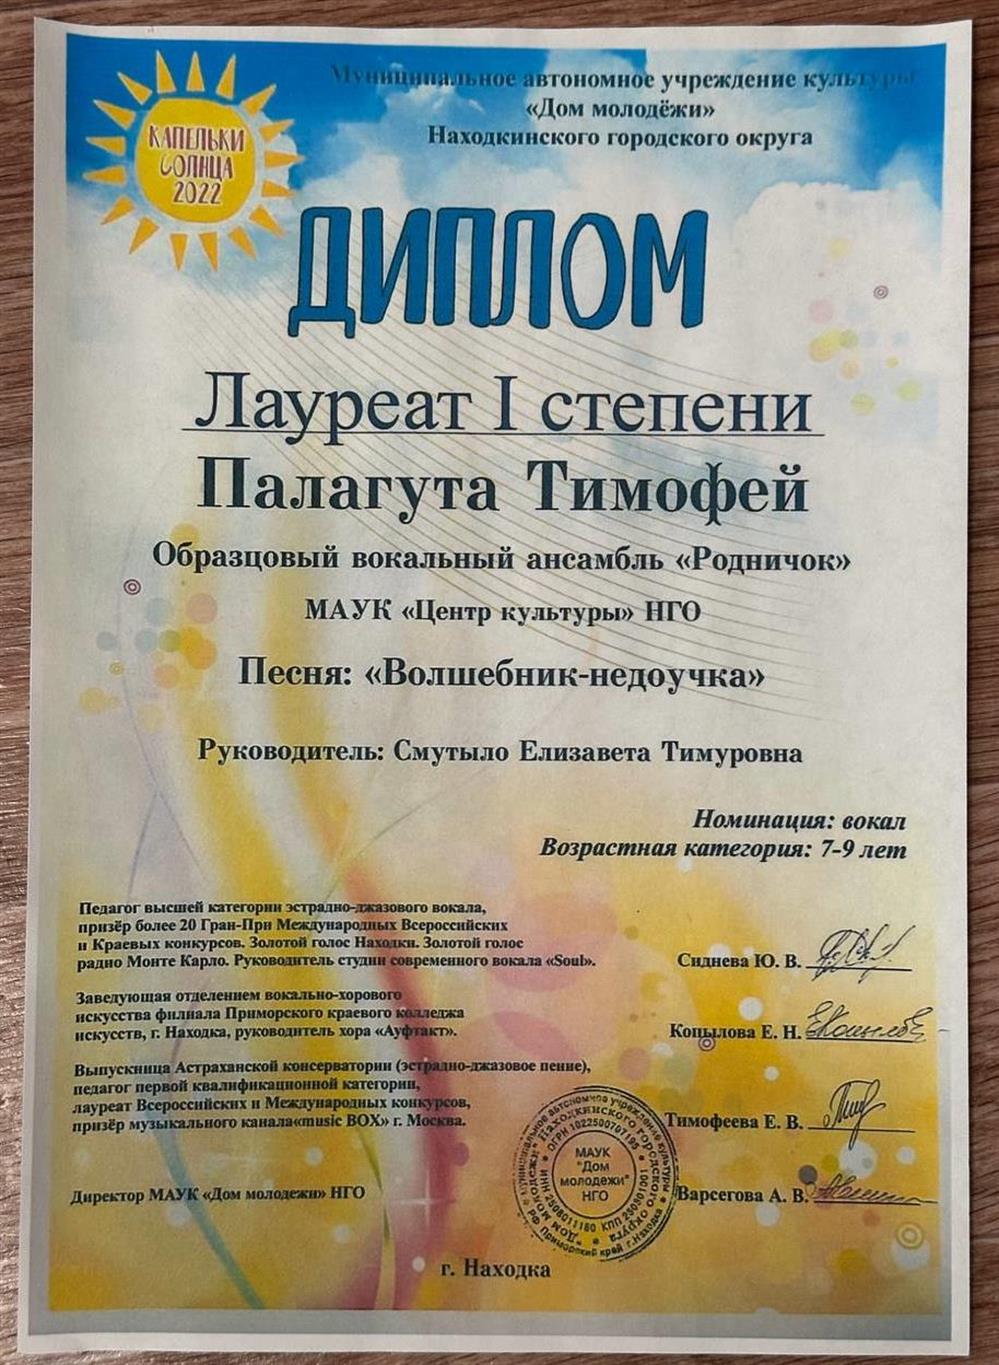 КАПЕЛЬКИ
СОЛНЦА
2022
Муниципальное автономное учреждение культуры
«Дом молодёжи»
Находкинского городского округа
ДИПЛОМ
Лауреат I степени
Палагута Тимофей
Образцовый вокальный ансамбль «Родничок»
МАУК «Центр культуры» НГО
Песня: «Волшебник-недоучка»
Руководитель: Смутыло Елизавета Тимуровна
Номинация: вокал
Возрастная категория: 7-9 лет
Педагог высшей категории эстрадно-джазового вокала,
призёр более 20 Гран-При Международных Всероссийских
и Краевых конкурсов. Золотой голос Находки. Золотой голос
радио Монте Карло. Руководитель студии современного вокала «Soul».
Сиднева Ю. В.
Заведующая отделением вокально-хорового
искусства филиала Приморского краевого колледжа
искусств, г. Находка, руководитель хора «Ауфтакт».
Копылова Е. Н.
Выпускница Астраханской консерватории (эстрадно-джазовое пение),
педагог первой квалификационной категории,
лауреат Всероссийских и Международных конкурсов,
призёр музыкального канала«music BOX» г. Москва.
Тимофеева Е. В.
Директор МАУК «Дом молодежи» НГО
Варсегова А. В.
МАУК
"Дом
молодежи"
НГО
г. Находка